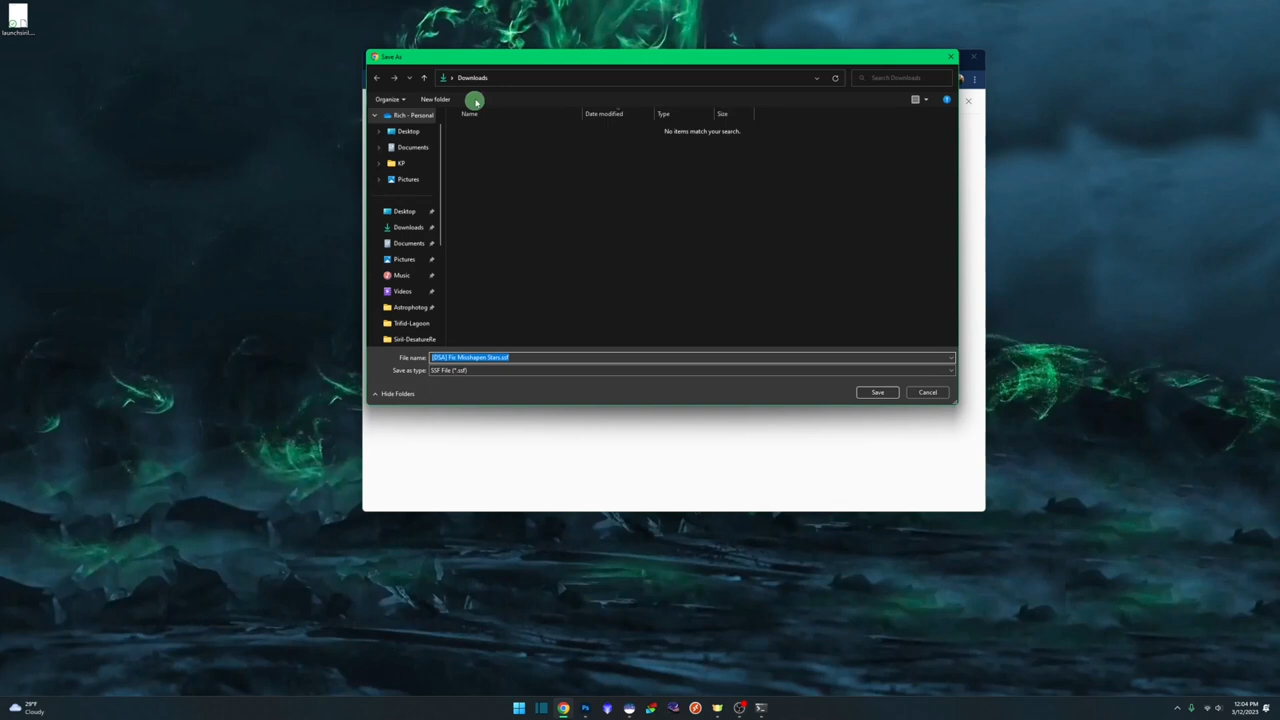 launchsiril....
Save As
Downloads
Search Downloads
Organize
New folder
Rich - Personal
Desktop
Documents
KP
Pictures
Desktop
Downloads
Documents
Pictures
Music
Videos
Astrophotog
Trifid-Lagoon
Siril-DesatureRe
Name
Date modified
Type
Size
No items match your search.
File name:
[DSA] Fix Misshapen Stars.ssf
Save as type:
SSF File (*.ssf)
Hide Folders
Save
Cancel
29°F
Cloudy
12:04 PM
3/12/2023